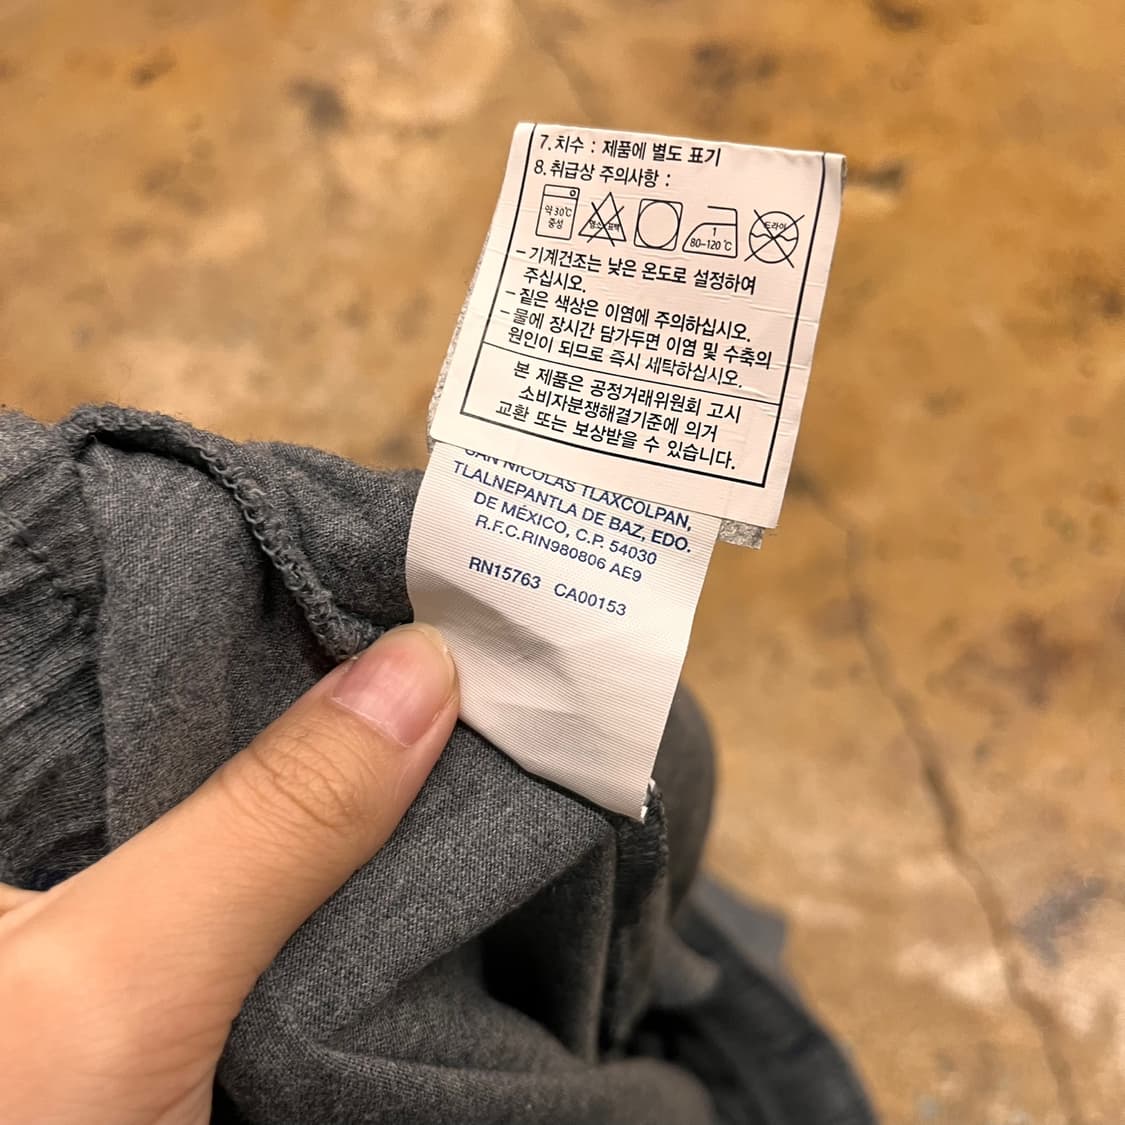 7. 치수 : 제품에 별도 표기
8. 취급상 주의사항 :
약 30℃ 중성
염소 표백
1
80-120 ℃
드라이
- 기계건조는 낮은 온도로 설정하여
주십시오.
- 짙은 색상은 이염에 주의하십시오.
- 물에 장시간 담가두면 이염 및 수축의
원인이 되므로 즉시 세탁하십시오.
본 제품은 공정거래위원회 고시
소비자분쟁해결기준에 의거
교환 또는 보상받을 수 있습니다.
SAN NICOLAS TLAXCOLPAN,
TLALNEPANTLA DE BAZ, EDO.
DE MÉXICO, C.P. 54030
R.F.C.RIN980806 AE9
RN15763 CA00153